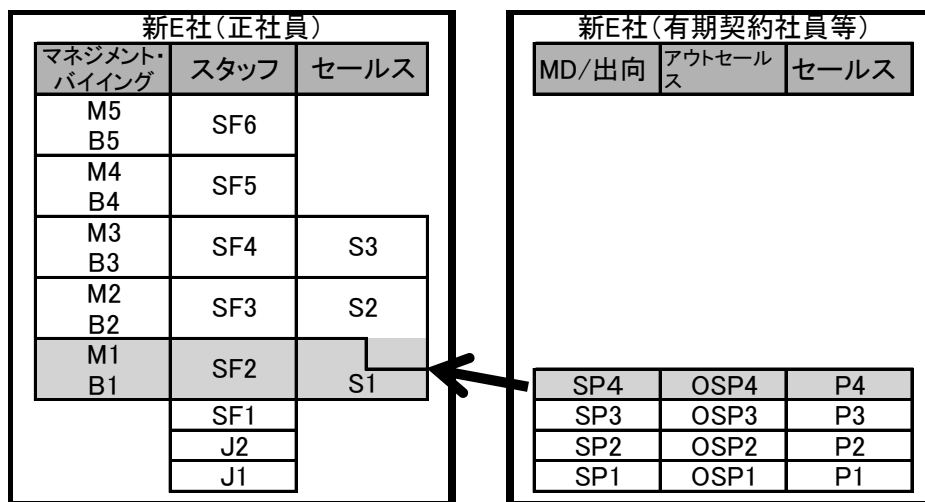 新E社(正社員)
マネジメント・
バイイング
スタッフ
セールス
M5
B5
SF6
M4
B4
SF5
M3
B3
SF4
S3
M2
B2
SF3
S2
M1
B1
SF2
S1
SF1
J2
J1
新E社(有期契約社員等)
MD/出向
アウトセール
ス
セールス
SP4
OSP4
P4
SP3
OSP3
P3
SP2
OSP2
P2
SP1
OSP1
P1